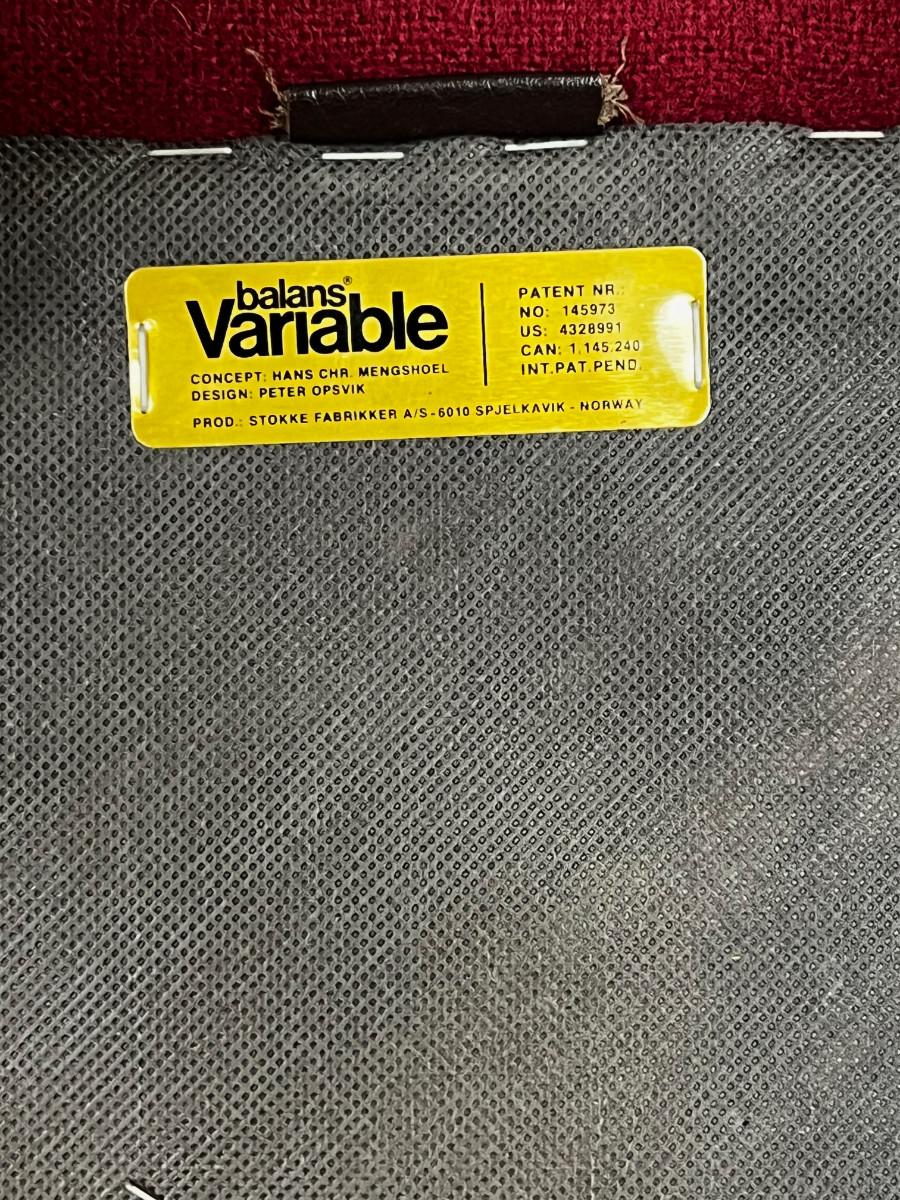 balans®
Variable
CONCEPT: HANS CHR. MENGSHOEL
DESIGN: PETER OPSVIK
PROD.: STOKKE FABRIKKER A/S-6010 SPJELKAVIK - NORWAY
PATENT NR.:
NO: 145973
US: 4328991
CAN: 1.145.240
INT.PAT.PEND.